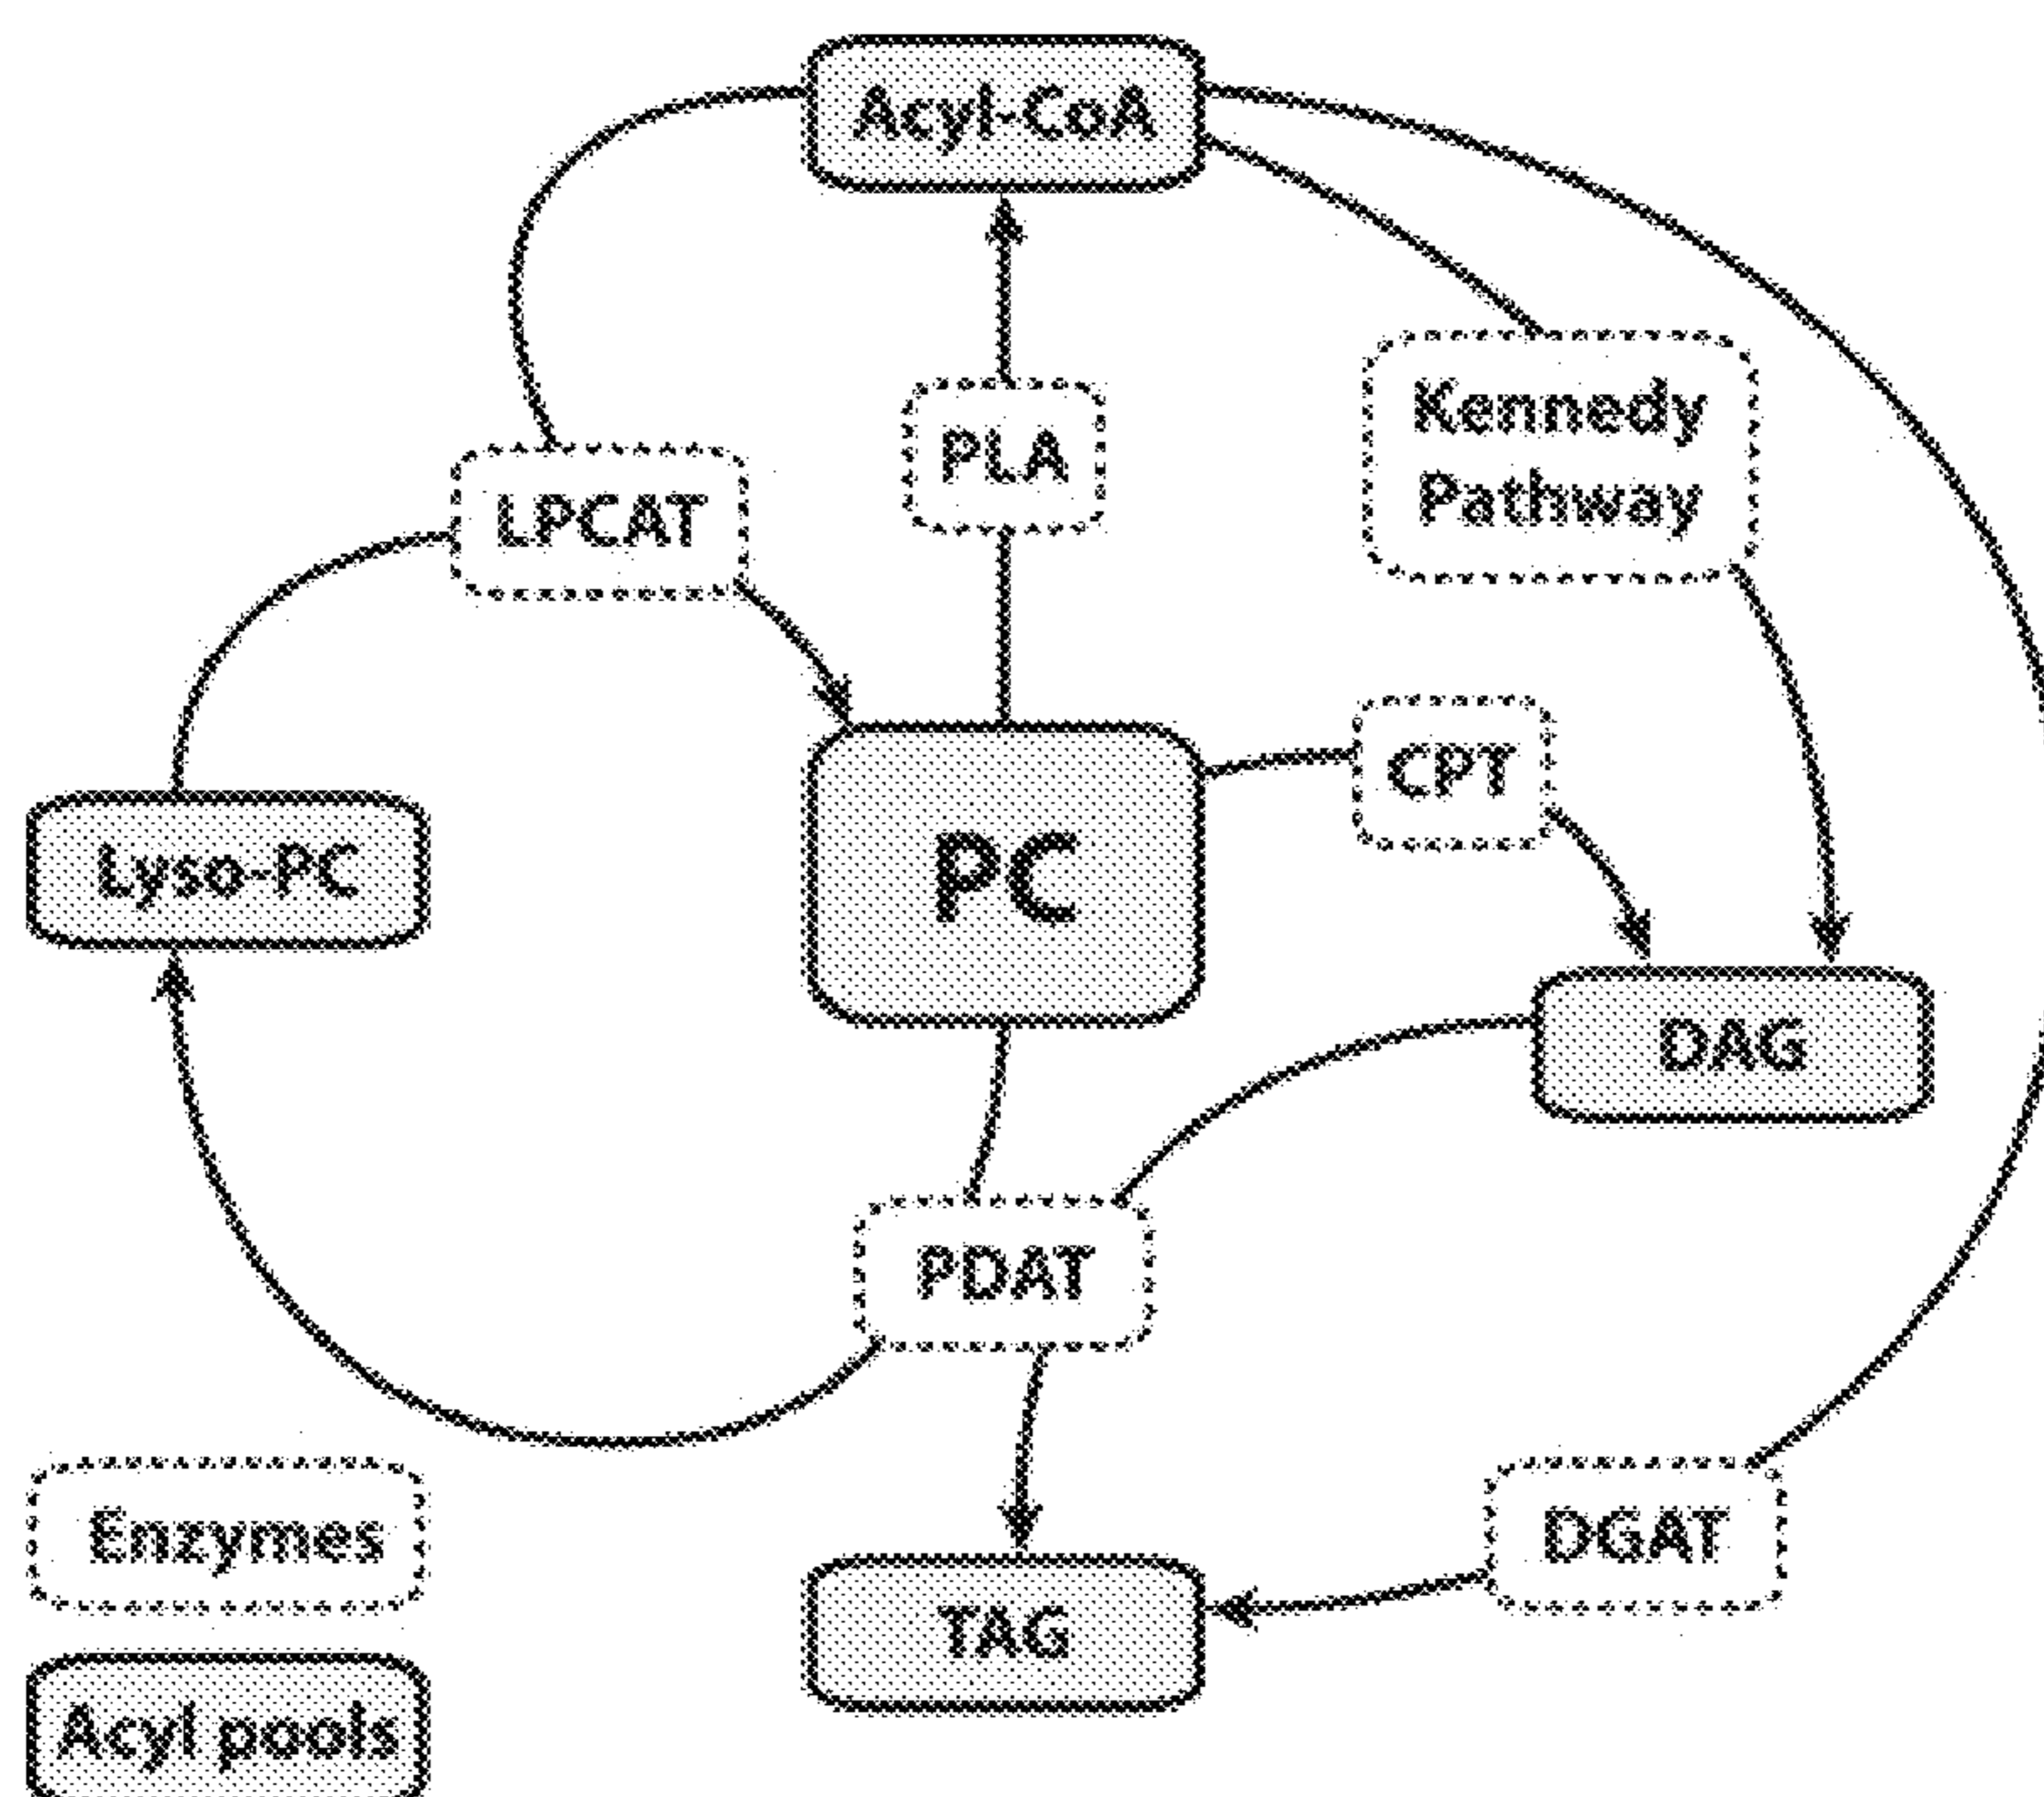 Acyl-CoA
Kennedy
Pathway
PLA
LPCAT
CPT
Lyso-PC
PC
DAG
PDAT
Enzymes
DGAT
TAG
Acyl pools